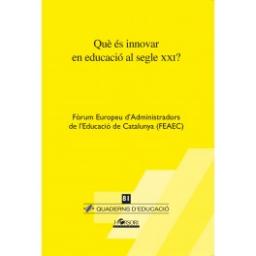 Què és innovar
en educació al segle XXI?
Fòrum Europeu d'Administradors
de l'Educació de Catalunya (FEAEC)
81
QUADERNS D'EDUCACIÓ
HORSORI